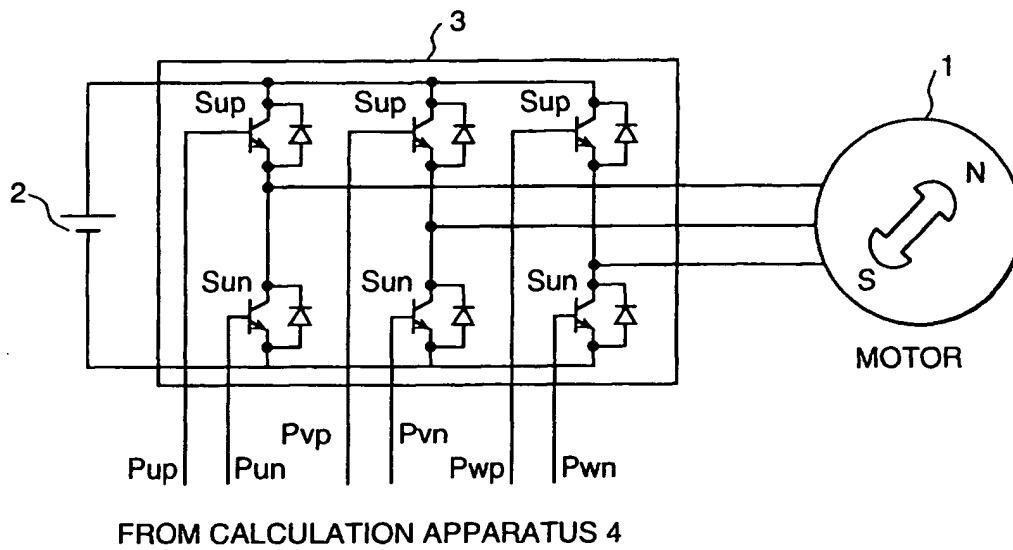 3
1
Sup Sup Sup
N
2
S
Sun Sun Sun
MOTOR
Pvp Pvn
Pup Pun Pwp Pwn
FROM CALCULATION APPARATUS 4